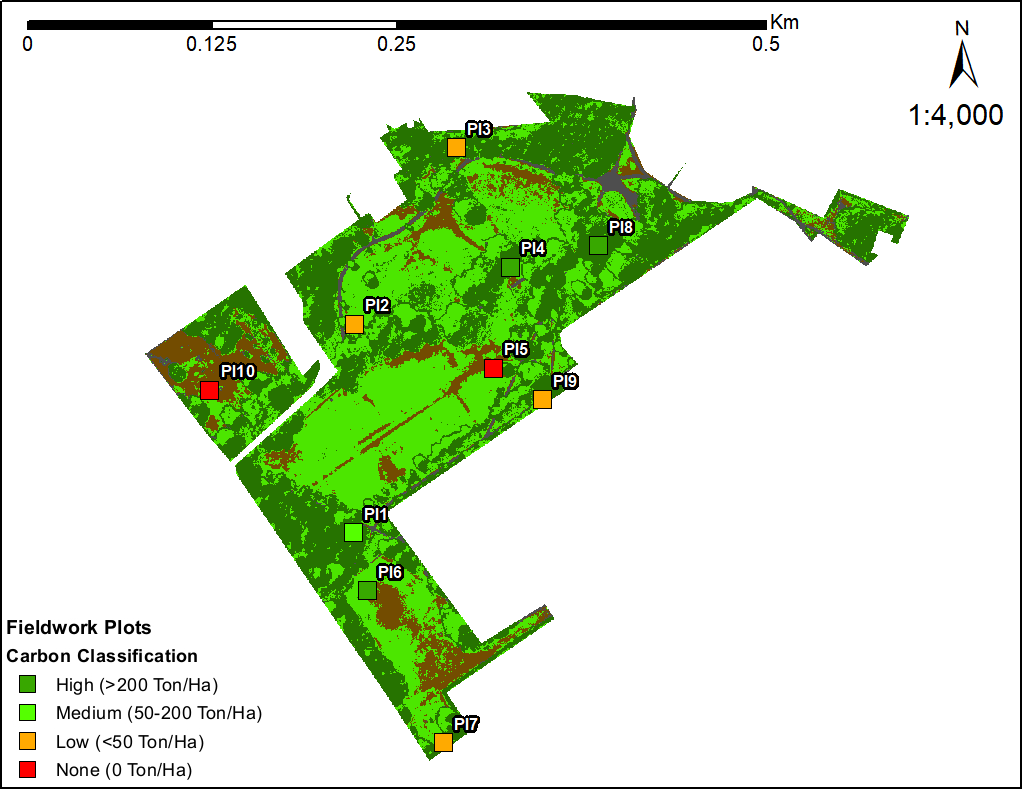 Km
0 0.125 0.25 0.5
N
1:4,000
Pl3
Pl8
Pl4
Pl2
Pl5
Pl10
Pl9
Pl1
Pl6
Pl7
Fieldwork Plots
Carbon Classification
High (>200 Ton/Ha)
Medium (50-200 Ton/Ha)
Low (<50 Ton/Ha)
None (0 Ton/Ha)